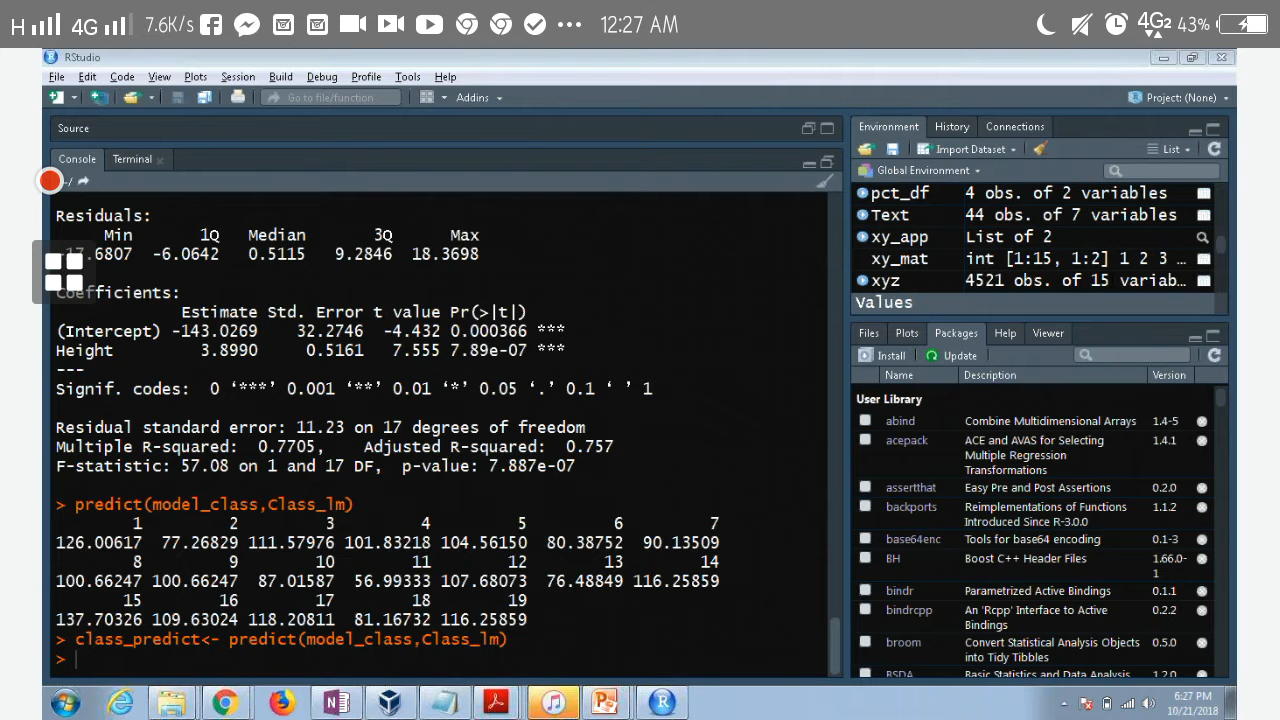 H 4G 7.6K/s 12:27 AM 4G2 43%
RStudio
File Edit Code View Plots Session Build Debug Profile Tools Help
Go to file/function Addins Project: (None)
Source
Console Terminal
~/
Residuals:
Min 1Q Median 3Q Max
-17.6807 -6.0642 0.5115 9.2846 18.3698
Coefficients:
Estimate Std. Error t value Pr(>|t|)
(Intercept) -143.0269 32.2746 -4.432 0.000366 ***
Height 3.8990 0.5161 7.555 7.89e-07 ***
---
Signif. codes: 0 ‘***’ 0.001 ‘**’ 0.01 ‘*’ 0.05 ‘.’ 0.1 ‘ ’ 1
Residual standard error: 11.23 on 17 degrees of freedom
Multiple R-squared: 0.7705, Adjusted R-squared: 0.757
F-statistic: 57.08 on 1 and 17 DF, p-value: 7.887e-07
> predict(model_class,Class_lm)
1 2 3 4 5 6 7
126.00617 77.26829 111.57976 101.83218 104.56150 80.38752 90.13509
8 9 10 11 12 13 14
100.66247 100.66247 87.01587 56.99333 107.68073 76.48849 116.25859
15 16 17 18 19
137.70326 109.63024 118.20811 81.16732 116.25859
> class_predict<- predict(model_class,Class_lm)
>
Environment History Connections
Import Dataset List
Global Environment
pct_df 4 obs. of 2 variables
Text 44 obs. of 7 variables
xy_app List of 2
xy_mat int [1:15, 1:2] 1 2 3 ...
xyz 4521 obs. of 15 variab...
Values
Files Plots Packages Help Viewer
Install Update
Name Description Version
User Library
abind Combine Multidimensional Arrays 1.4-5
acepack ACE and AVAS for Selecting 1.4.1
Multiple Regression
Transformations
assertthat Easy Pre and Post Assertions 0.2.0
backports Reimplementations of Functions 1.1.2
Introduced Since R-3.0.0
base64enc Tools for base64 encoding 0.1-3
BH Boost C++ Header Files 1.66.0-
1
bindr Parametrized Active Bindings 0.1.1
bindrcpp An 'Rcpp' Interface to Active 0.2.2
Bindings
broom Convert Statistical Analysis Objects 0.5.0
into Tidy Tibbles
BSDA Basic Statistics and Data Analysis 1.2.0
6:27 PM
10/21/2018